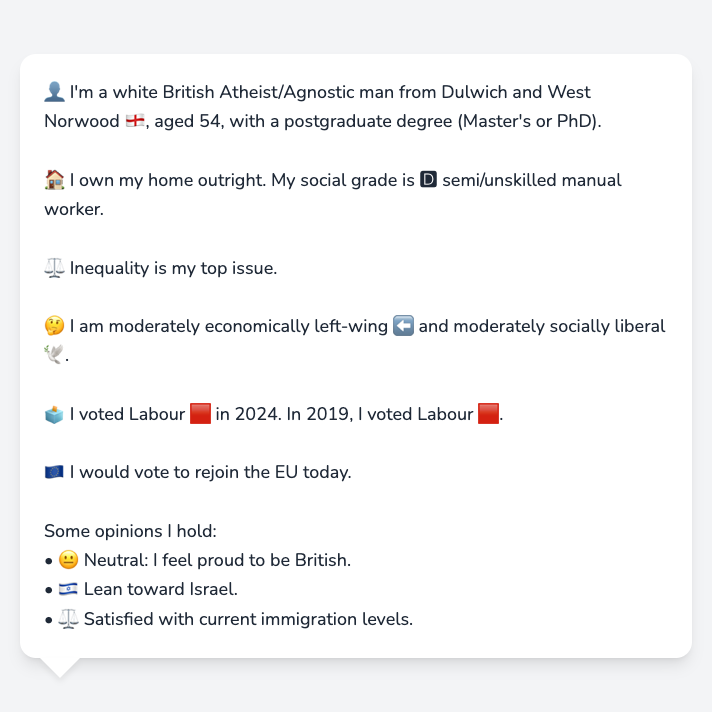 👤 I'm a white British Atheist/Agnostic man from Dulwich and West
Norwood 🏴󠁧󠁢󠁥󠁮󠁧󠁿, aged 54, with a postgraduate degree (Master's or PhD).
🏠 I own my home outright. My social grade is 🅳 semi/unskilled manual
worker.
⚖️ Inequality is my top issue.
🤔 I am moderately economically left-wing ⬅️ and moderately socially liberal
🕊️.
🗳️ I voted Labour 🟥 in 2024. In 2019, I voted Labour 🟥.
🇪🇺 I would vote to rejoin the EU today.
Some opinions I hold:
• 😐 Neutral: I feel proud to be British.
• 🇮🇱 Lean toward Israel.
• ⚖️ Satisfied with current immigration levels.